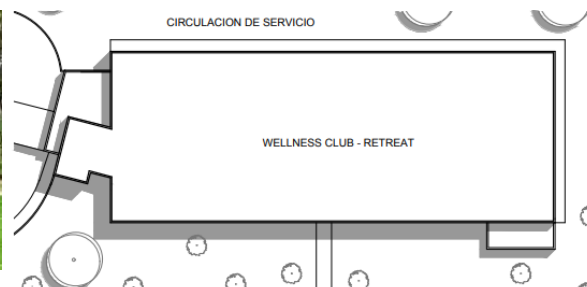 CIRCULACION DE SERVICIO
WELLNESS CLUB - RETREAT